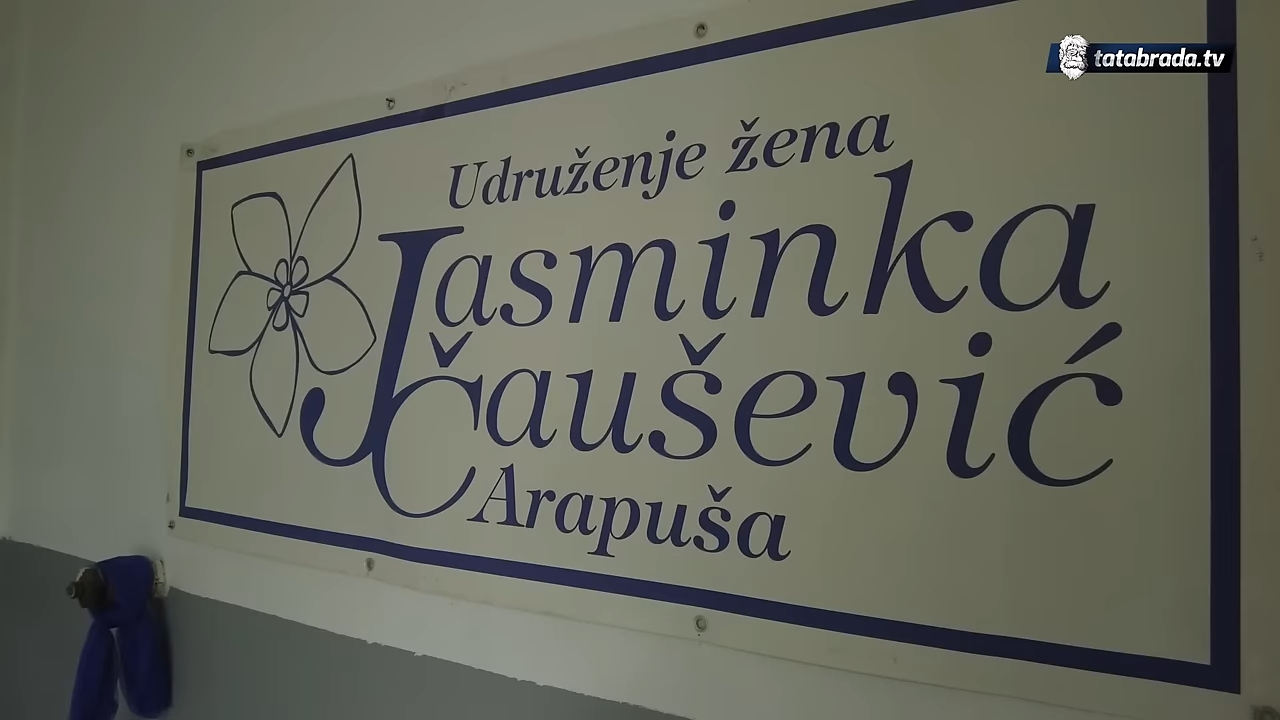 tatabrada.tv
Udruženje žena
Jasminka
Čaušević
Arapuša